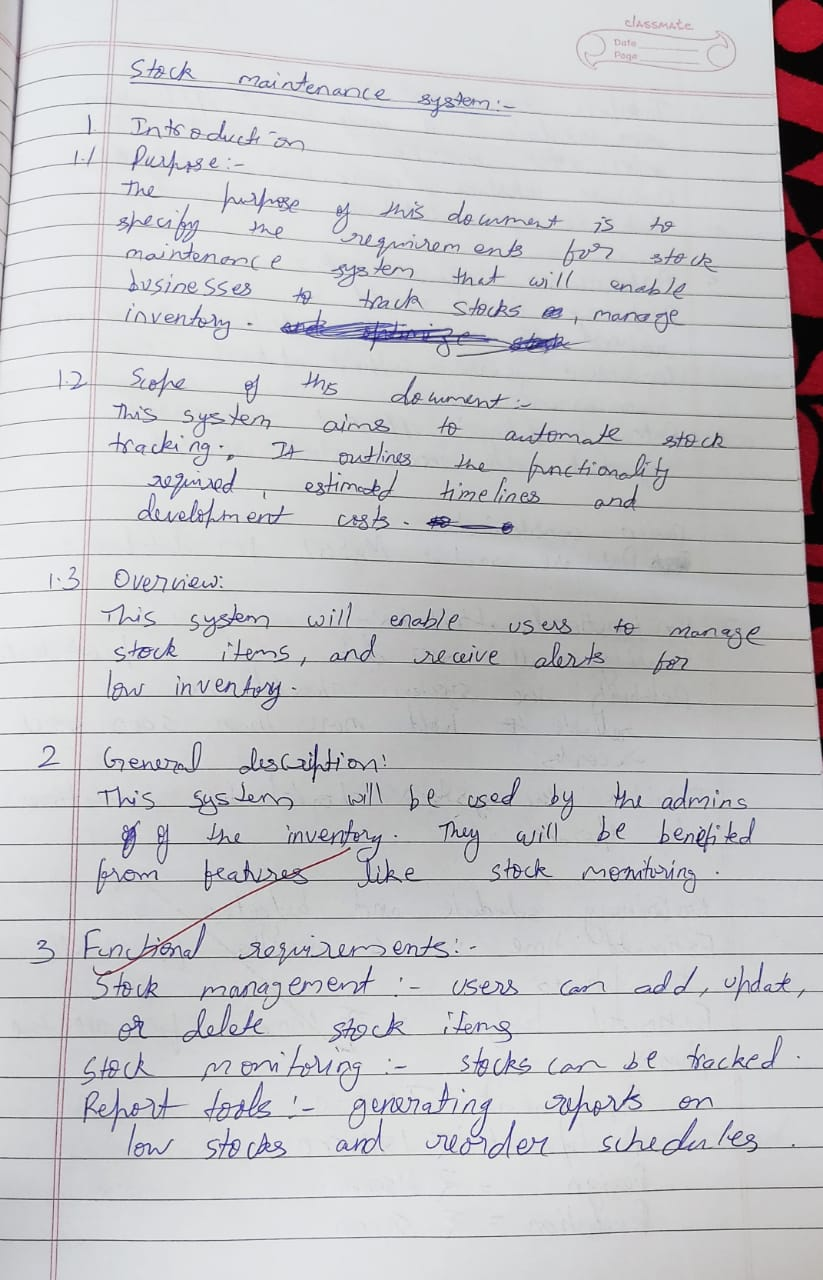 classmate
Date
Page
Stock maintenance system:-
1 Introduction
1.1 Purpose:-
The purpose of this document is to
specify the requirements for stock
maintenance system that will enable
businesses to track stocks, manage
inventory.
1.2 Scope of this document:-
This system aims to automate stock
tracking. It outlines the functionality
required, estimated timelines and
development costs.
1.3 Overview:
This system will enable users to manage
stock items, and receive alerts for
low inventory.
2 General description:
This system will be used by the admins
of the inventory. They will be benefited
from features like stock monitoring.
3 Functional requirements:-
Stock management :- users can add, update,
or delete stock items
Stock monitoring :- stocks can be tracked.
Report tools :- generating reports on
low stocks and reorder schedules.